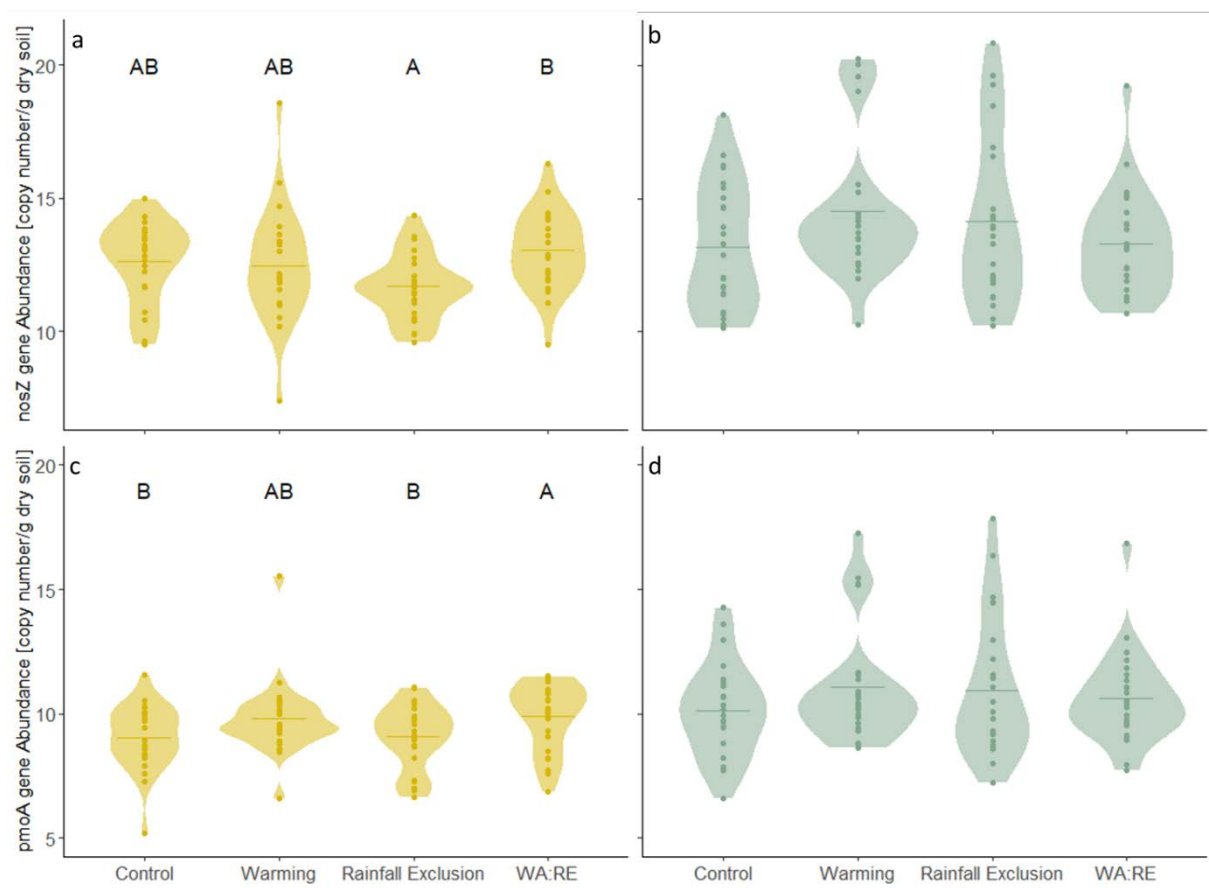 a
b
AB AB A B
20
15
10
nosZ gene Abundance [copy number/g dry soil]
c
d
B AB B A
20
15
10
5
pmoA gene Abundance [copy number/g dry soil]
Control Warming Rainfall Exclusion WA:RE
Control Warming Rainfall Exclusion WA:RE